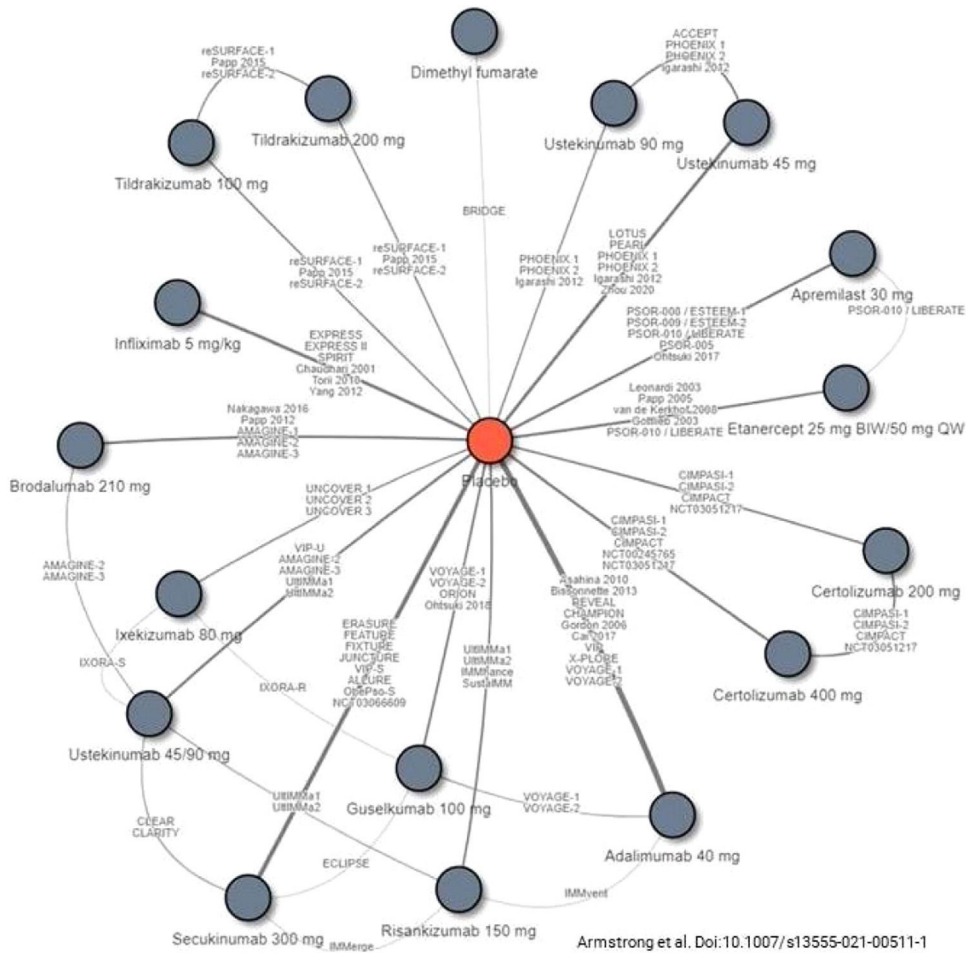 Dimethyl fumarate
ACCEPT
PHOENIX 1
PHOENIX 2
Igarashi 2012
reSURFACE-1
Papp 2015
reSURFACE-2
Tildrakizumab 200 mg
Ustekinumab 90 mg
Ustekinumab 45 mg
Tildrakizumab 100 mg
BRIDGE
reSURFACE-1
Papp 2015
reSURFACE-2
reSURFACE-1
Papp 2015
reSURFACE-2
PHOENIX 1
PHOENIX 2
Igarashi 2012
LOTUS
PEARL
PHOENIX 1
PHOENIX 2
Igarashi 2012
Zhou 2020
Apremilast 30 mg
PSOR-010 / LIBERATE
PSOR-008 / ESTEEM-1
PSOR-009 / ESTEEM-2
PSOR-010 / LIBERATE
PSOR-005
Ohtsuki 2017
Infliximab 5 mg/kg
EXPRESS
EXPRESS II
SPIRIT
Chaudhari 2001
Torii 2010
Yang 2012
Leonardi 2003
Papp 2005
van de Kerkhof 2008
Gottlieb 2003
PSOR-010 / LIBERATE
Etanercept 25 mg BIW/50 mg QW
Nakagawa 2016
Papp 2012
AMAGINE-1
AMAGINE-2
AMAGINE-3
Brodalumab 210 mg
Placebo
UNCOVER 1
UNCOVER 2
UNCOVER 3
CIMPASI-1
CIMPASI-2
CIMPACT
NCT03051217
CIMPASI-1
CIMPASI-2
CIMPACT
NCT00245765
NCT03051217
VIP-U
AMAGINE-2
AMAGINE-3
UltIMMa1
UltIMMa2
AMAGINE-2
AMAGINE-3
VOYAGE-1
VOYAGE-2
ORION
Ohtsuki 2018
Asahina 2010
Bissonnette 2013
REVEAL
CHAMPION
Gordon 2006
Cai 2017
VIP
X-PLORE
VOYAGE-1
VOYAGE-2
Certolizumab 200 mg
CIMPASI-1
CIMPASI-2
CIMPACT
NCT03051217
Ixekizumab 80 mg
ERASURE
FEATURE
FIXTURE
JUNCTURE
VIP-S
ALLURE
ObePso-S
NCT03066609
UltIMMa1
UltIMMa2
IMMhance
SustaIMM
IXORA-S
IXORA-R
Certolizumab 400 mg
Ustekinumab 45/90 mg
UltIMMa1
UltIMMa2
Guselkumab 100 mg
VOYAGE-1
VOYAGE-2
CLEAR
CLARITY
Adalimumab 40 mg
ECLIPSE
IMMvent
Secukinumab 300 mg
Risankizumab 150 mg
IMMerge
Armstrong et al. Doi:10.1007/s13555-021-00511-1